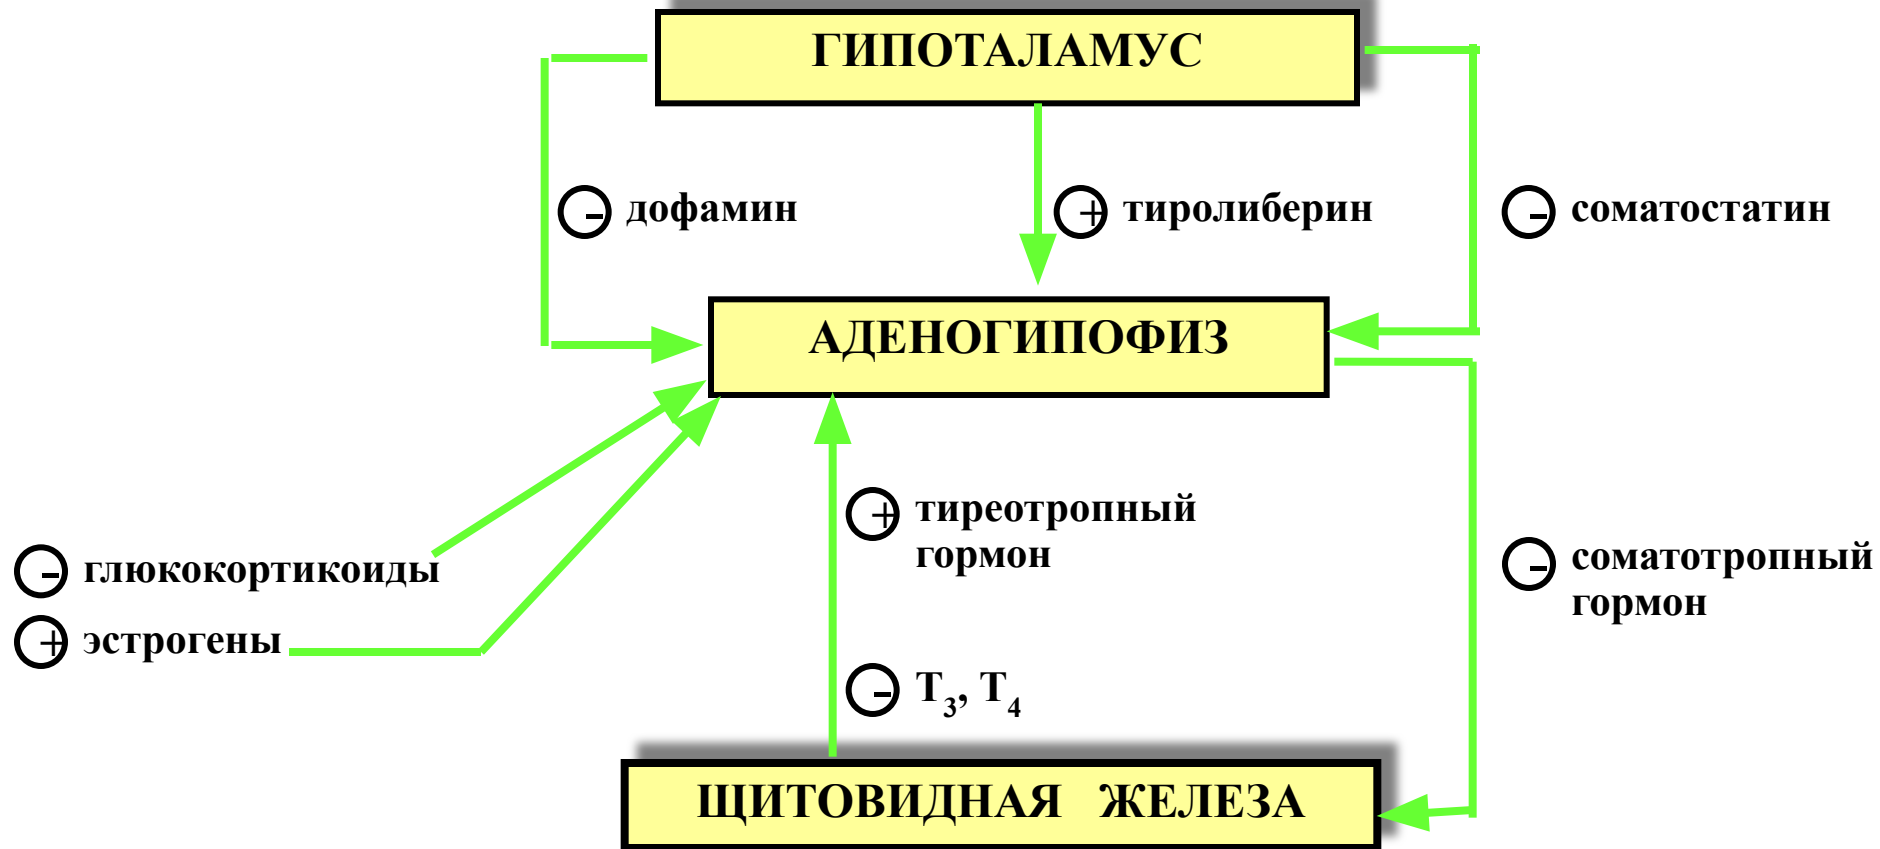 ГИПОТАЛАМУС
- дофамин
+ тиролиберин
- соматостатин
АДЕНОГИПОФИЗ
+ тиреотропный
гормон
- глюкокортикоиды
- соматотропный
гормон
+ эстрогены
- Т3, Т4
ЩИТОВИДНАЯ ЖЕЛЕЗА